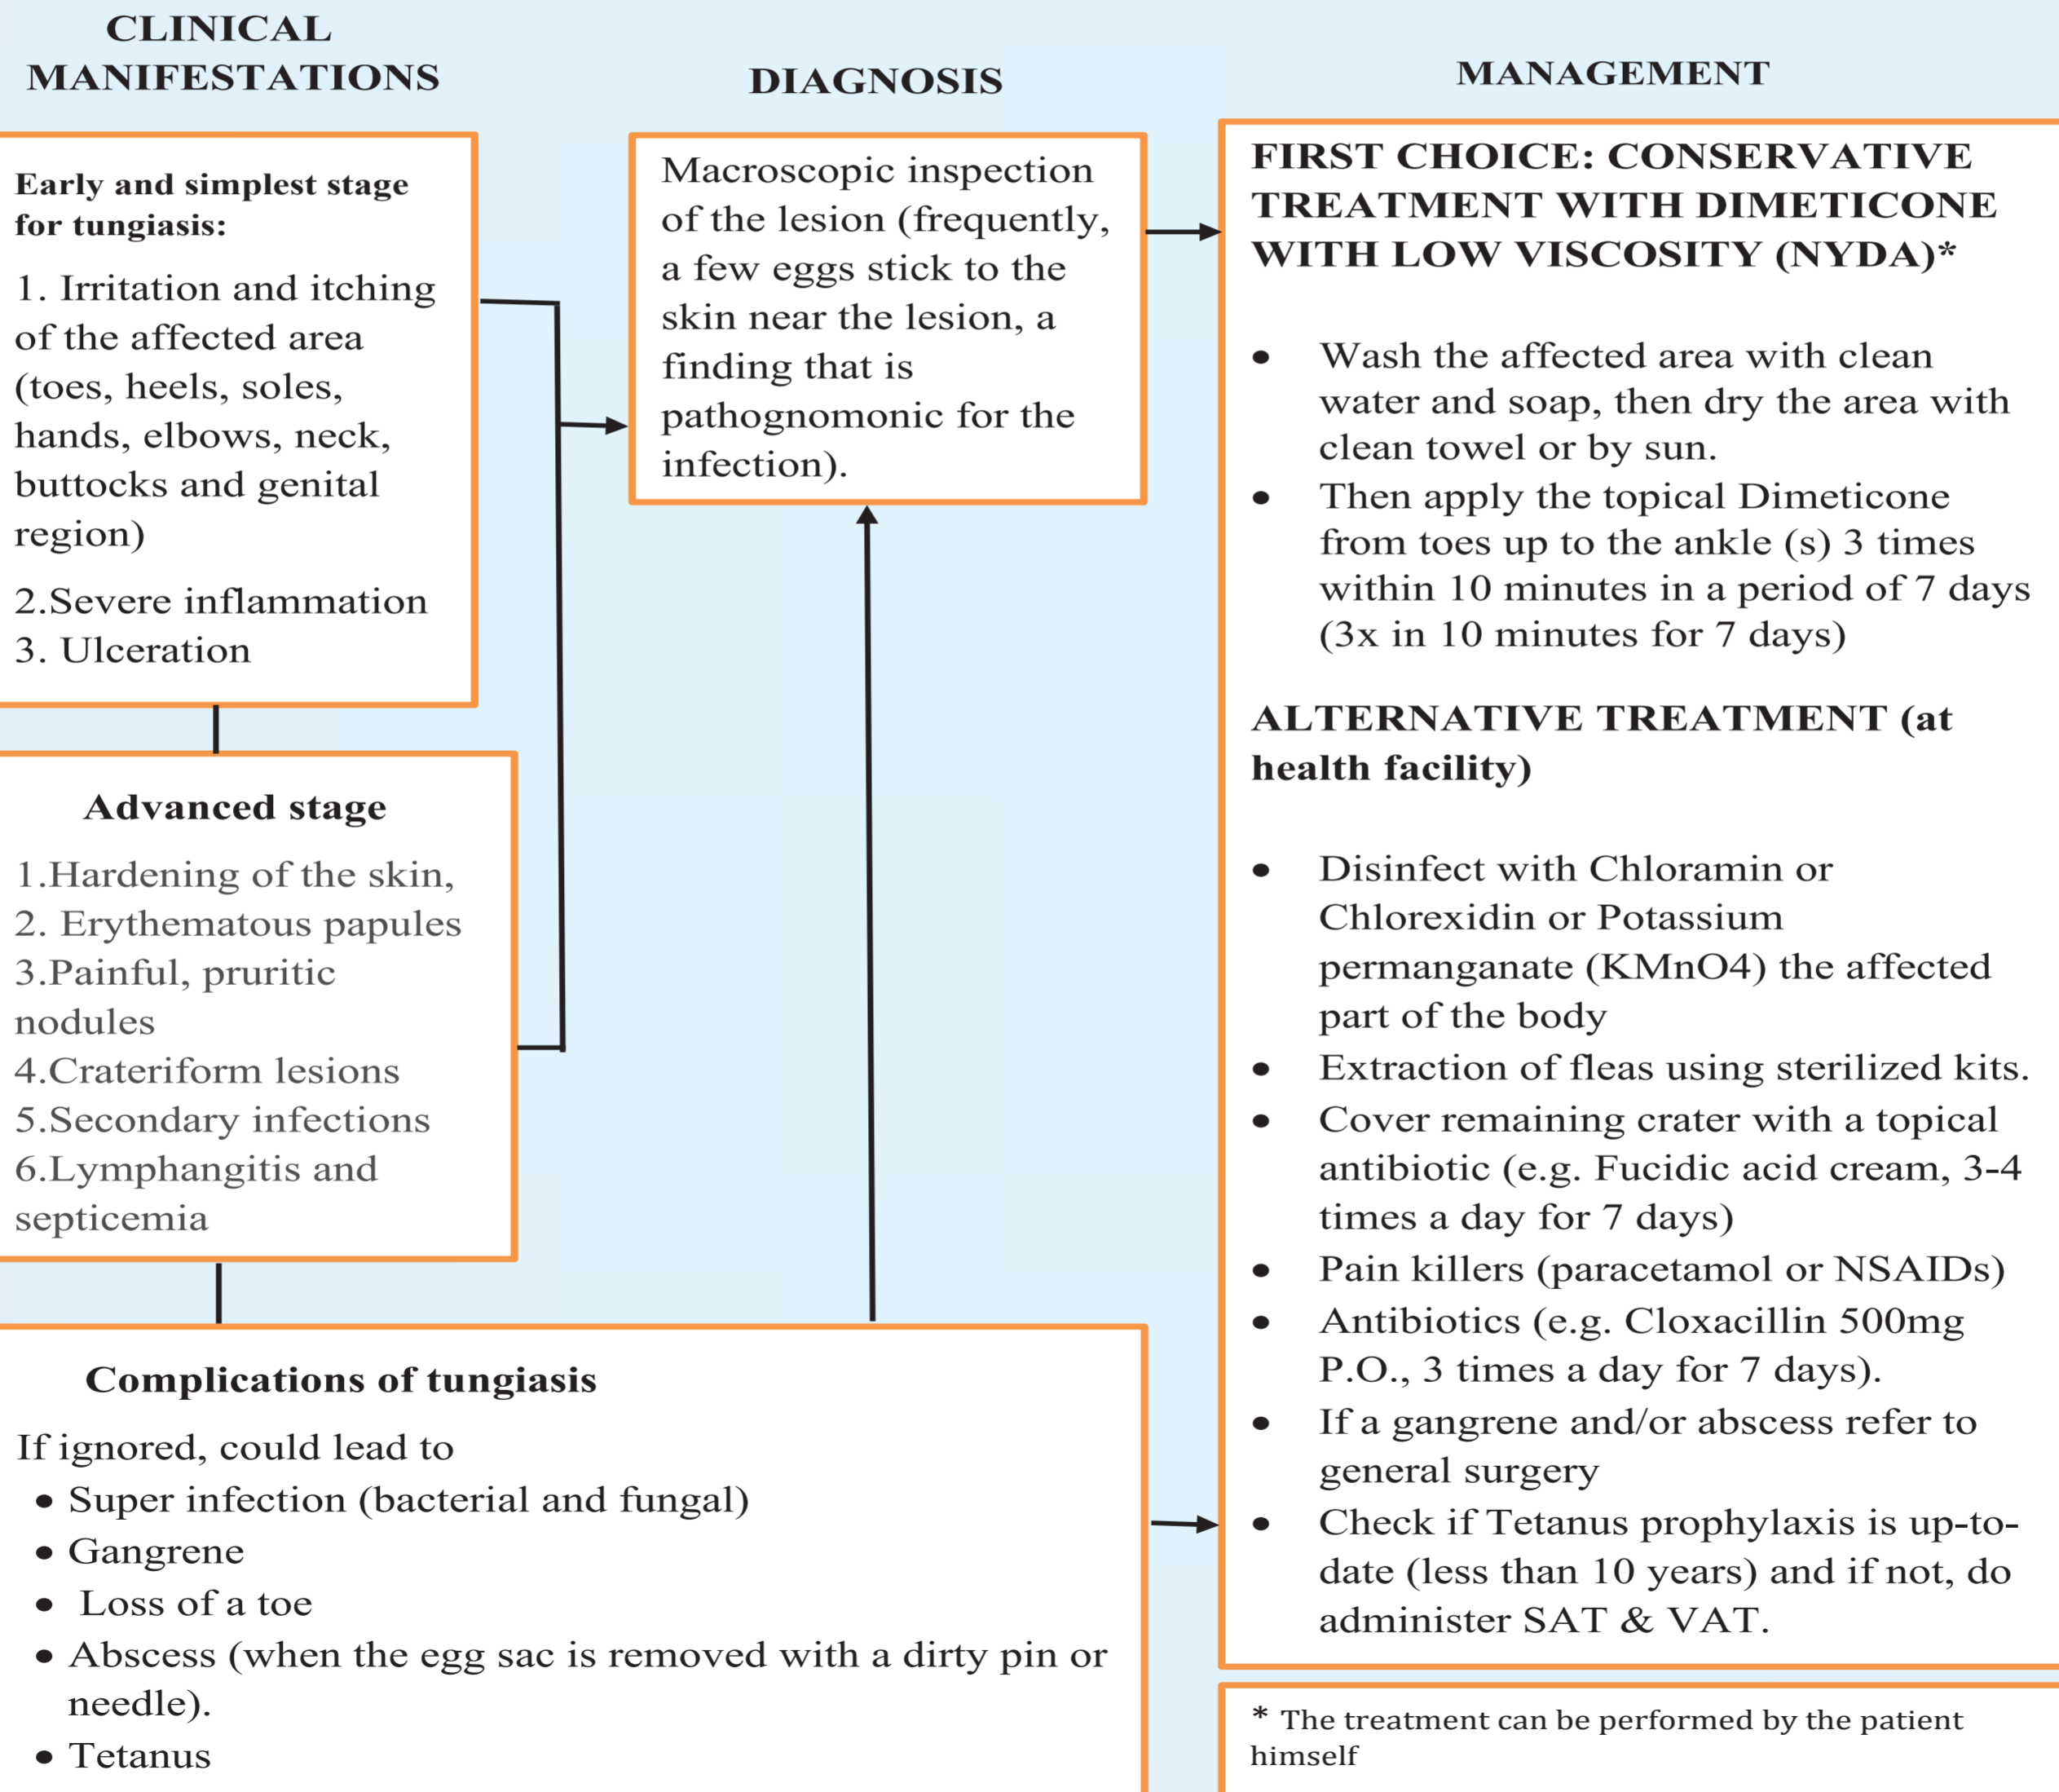 CLINICAL
MANIFESTATIONS
Early and simplest stage
for tungiasis:
1. Irritation and itching
of the affected area
(toes, heels, soles,
hands, elbows, neck,
buttocks and genital
region)
2.Severe inflammation
3. Ulceration
Advanced stage
1.Hardening of the skin,
2. Erythematous papules
3.Painful, pruritic
nodules
4.Crateriform lesions
5.Secondary infections
6.Lymphangitis and
septicemia
Complications of tungiasis
If ignored, could lead to
• Super infection (bacterial and fungal)
• Gangrene
• Loss of a toe
• Abscess (when the egg sac is removed with a dirty pin or
needle).
• Tetanus
DIAGNOSIS
Macroscopic inspection
of the lesion (frequently,
a few eggs stick to the
skin near the lesion, a
finding that is
pathognomonic for the
infection).
MANAGEMENT
FIRST CHOICE: CONSERVATIVE
TREATMENT WITH DIMETICONE
WITH LOW VISCOSITY (NYDA)*
• Wash the affected area with clean
water and soap, then dry the area with
clean towel or by sun.
• Then apply the topical Dimeticone
from toes up to the ankle (s) 3 times
within 10 minutes in a period of 7 days
(3x in 10 minutes for 7 days)
ALTERNATIVE TREATMENT (at
health facility)
• Disinfect with Chloramin or
Chlorexidin or Potassium
permanganate (KMnO4) the affected
part of the body
• Extraction of fleas using sterilized kits.
• Cover remaining crater with a topical
antibiotic (e.g. Fucidic acid cream, 3-4
times a day for 7 days)
• Pain killers (paracetamol or NSAIDs)
• Antibiotics (e.g. Cloxacillin 500mg
P.O., 3 times a day for 7 days).
• If a gangrene and/or abscess refer to
general surgery
• Check if Tetanus prophylaxis is up-to-
date (less than 10 years) and if not, do
administer SAT & VAT.
* The treatment can be performed by the patient
himself